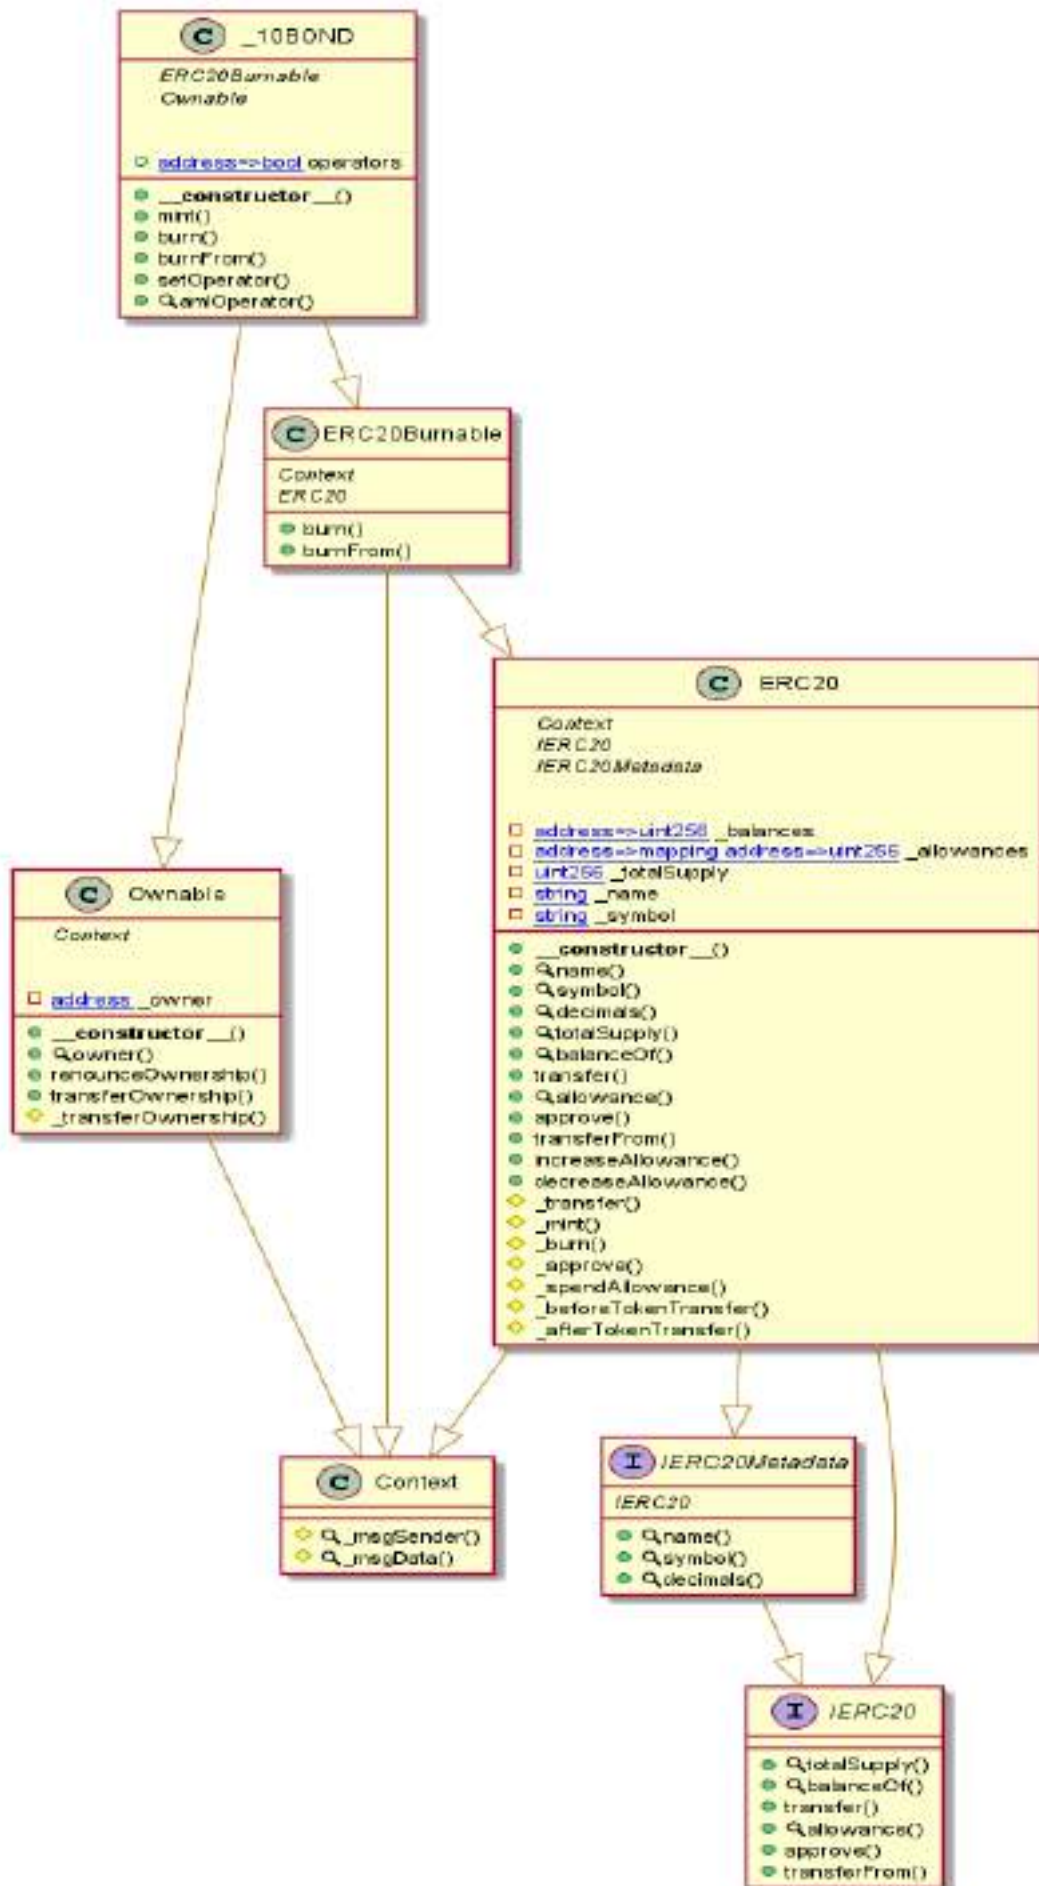 C _10BOND
ERC20Burnable
Ownable
address=>bool operators
__constructor__()
mint()
burn()
burnFrom()
setOperator()
amIOperator()
C ERC20Burnable
Context
ERC20
burn()
burnFrom()
C ERC20
Context
IERC20
IERC20Metadata
address=>uint256 _balances
address=>mapping address=>uint256 _allowances
uint256 _totalSupply
string _name
string _symbol
__constructor__()
name()
symbol()
decimals()
totalSupply()
balanceOf()
transfer()
allowance()
approve()
transferFrom()
increaseAllowance()
decreaseAllowance()
_transfer()
_mint()
_burn()
_approve()
_spendAllowance()
_beforeTokenTransfer()
_afterTokenTransfer()
C Ownable
Context
address _owner
__constructor__()
owner()
renounceOwnership()
transferOwnership()
_transferOwnership()
C Context
_msgSender()
_msgData()
I IERC20Metadata
IERC20
name()
symbol()
decimals()
I IERC20
totalSupply()
balanceOf()
transfer()
allowance()
approve()
transferFrom()